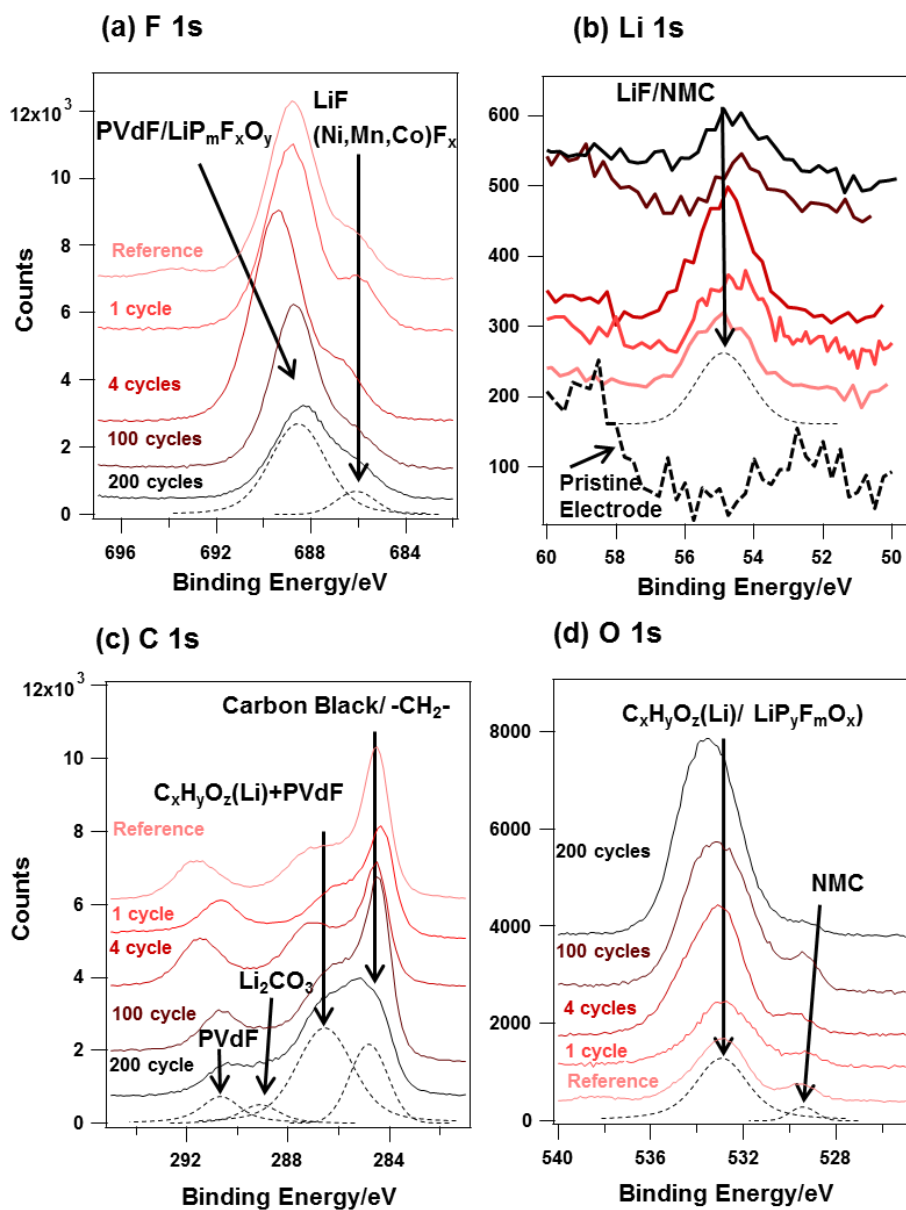 (a) F 1s
12x10³
10
8
6
4
2
0
Counts
PVdF/LiPₘFₓOᵧ
LiF
(Ni,Mn,Co)Fₓ
Reference
1 cycle
4 cycles
100 cycles
200 cycles
696
692
688
684
Binding Energy/eV
(b) Li 1s
600
500
400
300
200
100
LiF/NMC
Pristine
Electrode
60
58
56
54
52
50
Binding Energy/eV
(c) C 1s
12x10³
10
8
6
4
2
0
Counts
Carbon Black/ -CH₂-
CₓHᵧO_z(Li)+PVdF
Reference
1 cycle
4 cycle
Li₂CO₃
100 cycle
PVdF
200 cycle
292
288
284
Binding Energy/eV
(d) O 1s
8000
6000
4000
2000
0
CₓHᵧO_z(Li)/ LiPᵧFₘOₓ)
200 cycles
NMC
100 cycles
4 cycles
1 cycle
Reference
540
536
532
528
Binding Energy/eV